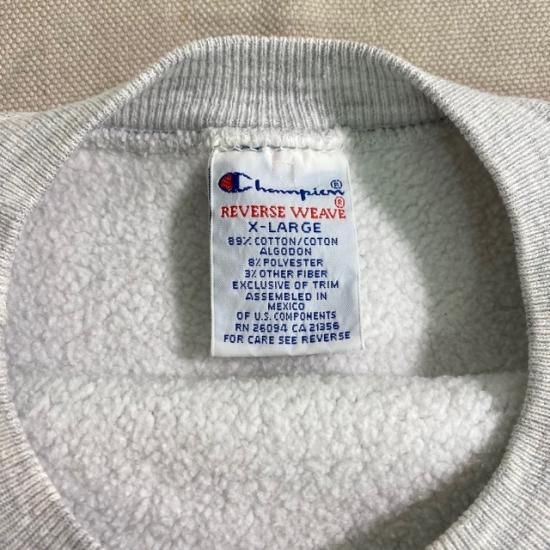 Champion®
REVERSE WEAVE®
X-LARGE
89% COTTON/COTON
ALGODON
8% POLYESTER
3% OTHER FIBER
EXCLUSIVE OF TRIM
ASSEMBLED IN
MEXICO
OF U.S. COMPONENTS
RN 26094 CA 21356
FOR CARE SEE REVERSE